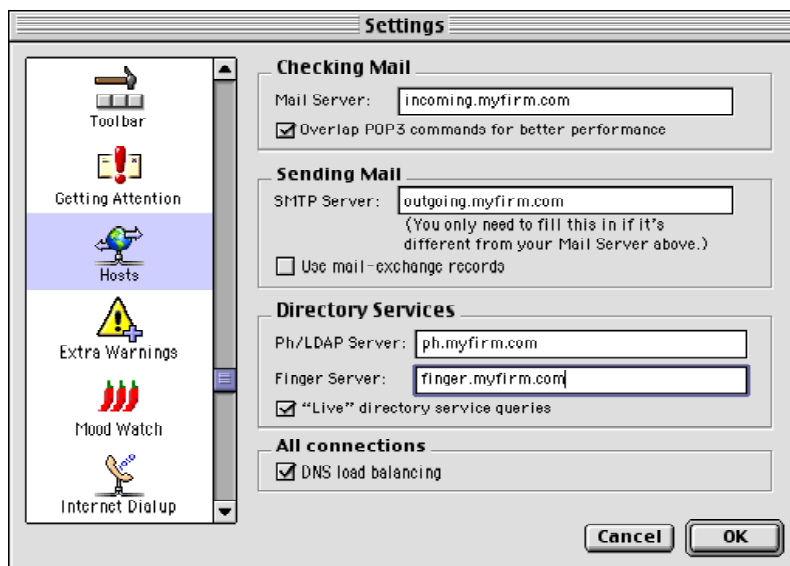 Settings
Toolbar
Getting Attention
Hosts
Extra Warnings
Mood Watch
Internet Dialup
Checking Mail
Mail Server: incoming.myfirm.com
Overlap POP3 commands for better performance
Sending Mail
SMTP Server: outgoing.myfirm.com
(You only need to fill this in if it's
different from your Mail Server above.)
Use mail-exchange records
Directory Services
Ph/LDAP Server: ph.myfirm.com
Finger Server: finger.myfirm.com
“Live” directory service queries
All connections
DNS load balancing
Cancel OK